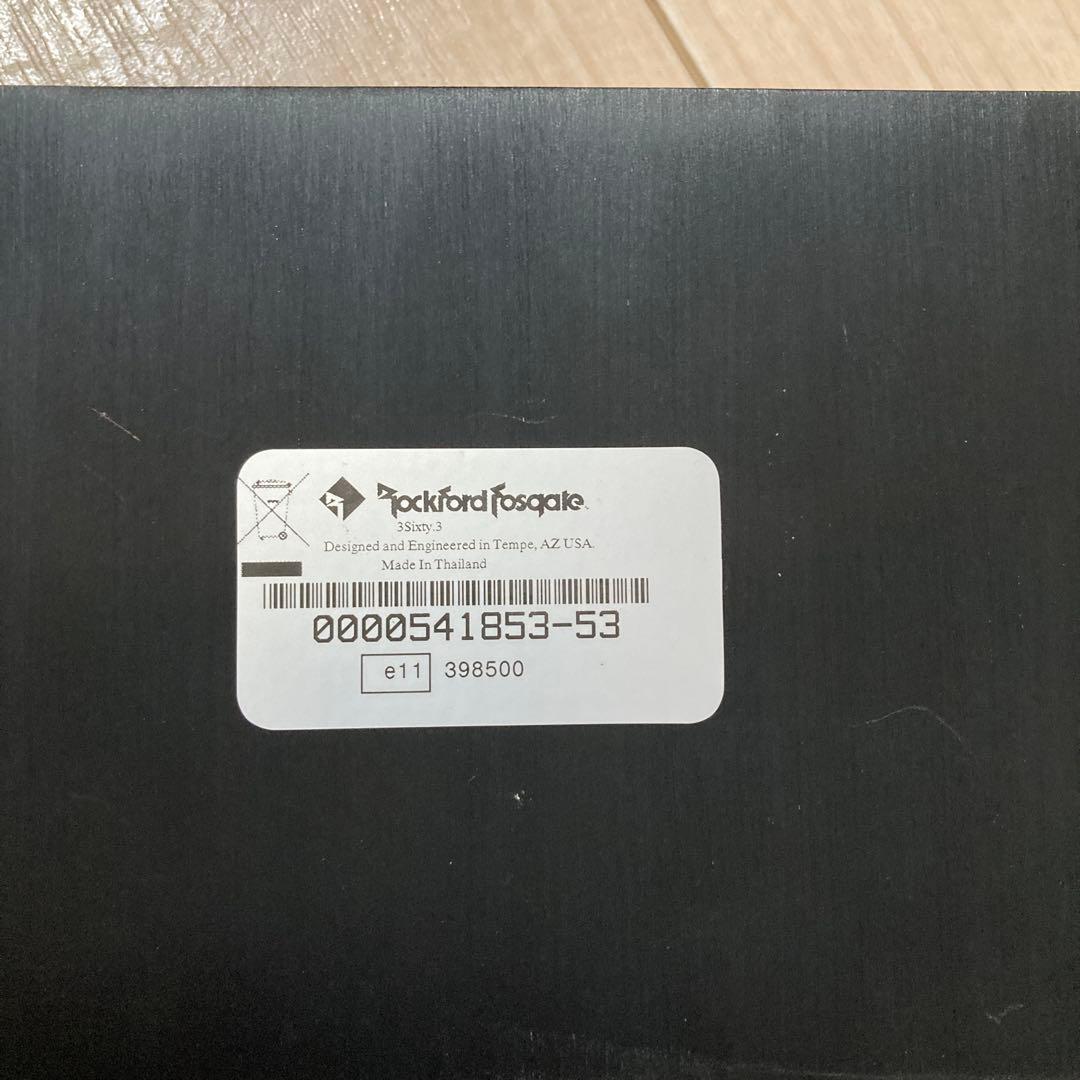 Rockford Fosgate
3Sixty.3
Designed and Engineered in Tempe, AZ USA.
Made In Thailand
0000541853-53
e11 398500